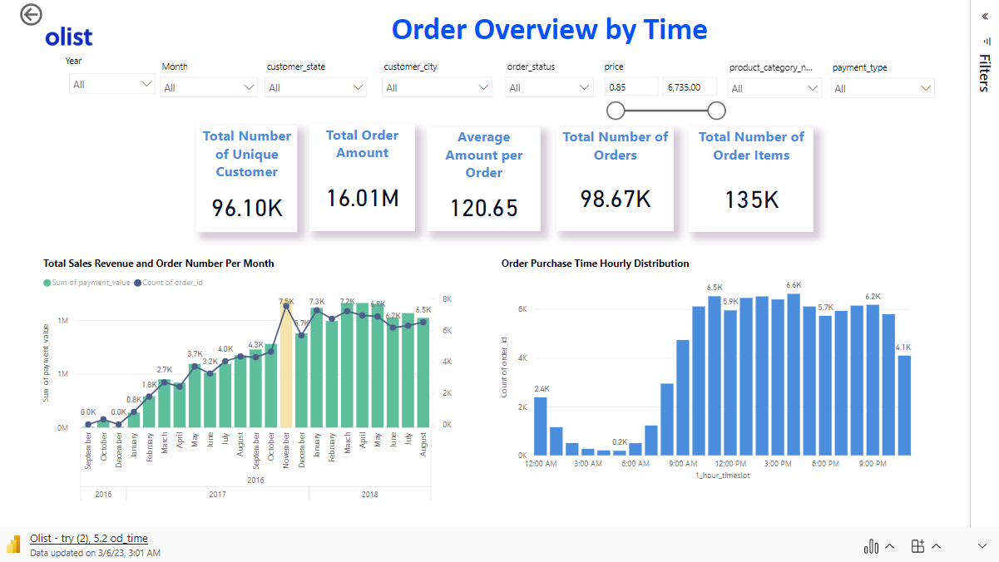 olist
Order Overview by Time
Year
Month
customer_state
customer_city
order_status
price
product_category_n...
payment_type
All
All
All
All
All
0.85
6,735.00
All
All
Total Number
of Unique
Customer
96.10K
Total Order
Amount
16.01M
Average
Amount per
Order
120.65
Total Number of
Orders
98.67K
Total Number of
Order Items
135K
Filters
Total Sales Revenue and Order Number Per Month
Sum of payment_value
Count of order_id
Sum of payment_value
1M
1M
0M
8K
6K
4K
2K
0K
0.0K
0.0K
0.8K
1.8K
2.7K
3.7K
3.2K
4.0K
4.3K
7.5K
5.7K
7.3K
7.2K
6.9K
6.2K
6.5K
September
October
December
January
February
March
April
May
June
July
August
September
October
November
December
January
February
March
April
May
June
July
August
2016
2016
2017
2018
Order Purchase Time Hourly Distribution
Count of order_id
6K
4K
2K
0K
2.4K
0.2K
6.5K
5.9K
6.6K
5.7K
6.2K
4.1K
12:00 AM
3:00 AM
6:00 AM
9:00 AM
12:00 PM
3:00 PM
6:00 PM
9:00 PM
1_hour_timeslot
Olist - try (2), 5.2 od_time
Data updated on 3/6/23, 3:01 AM